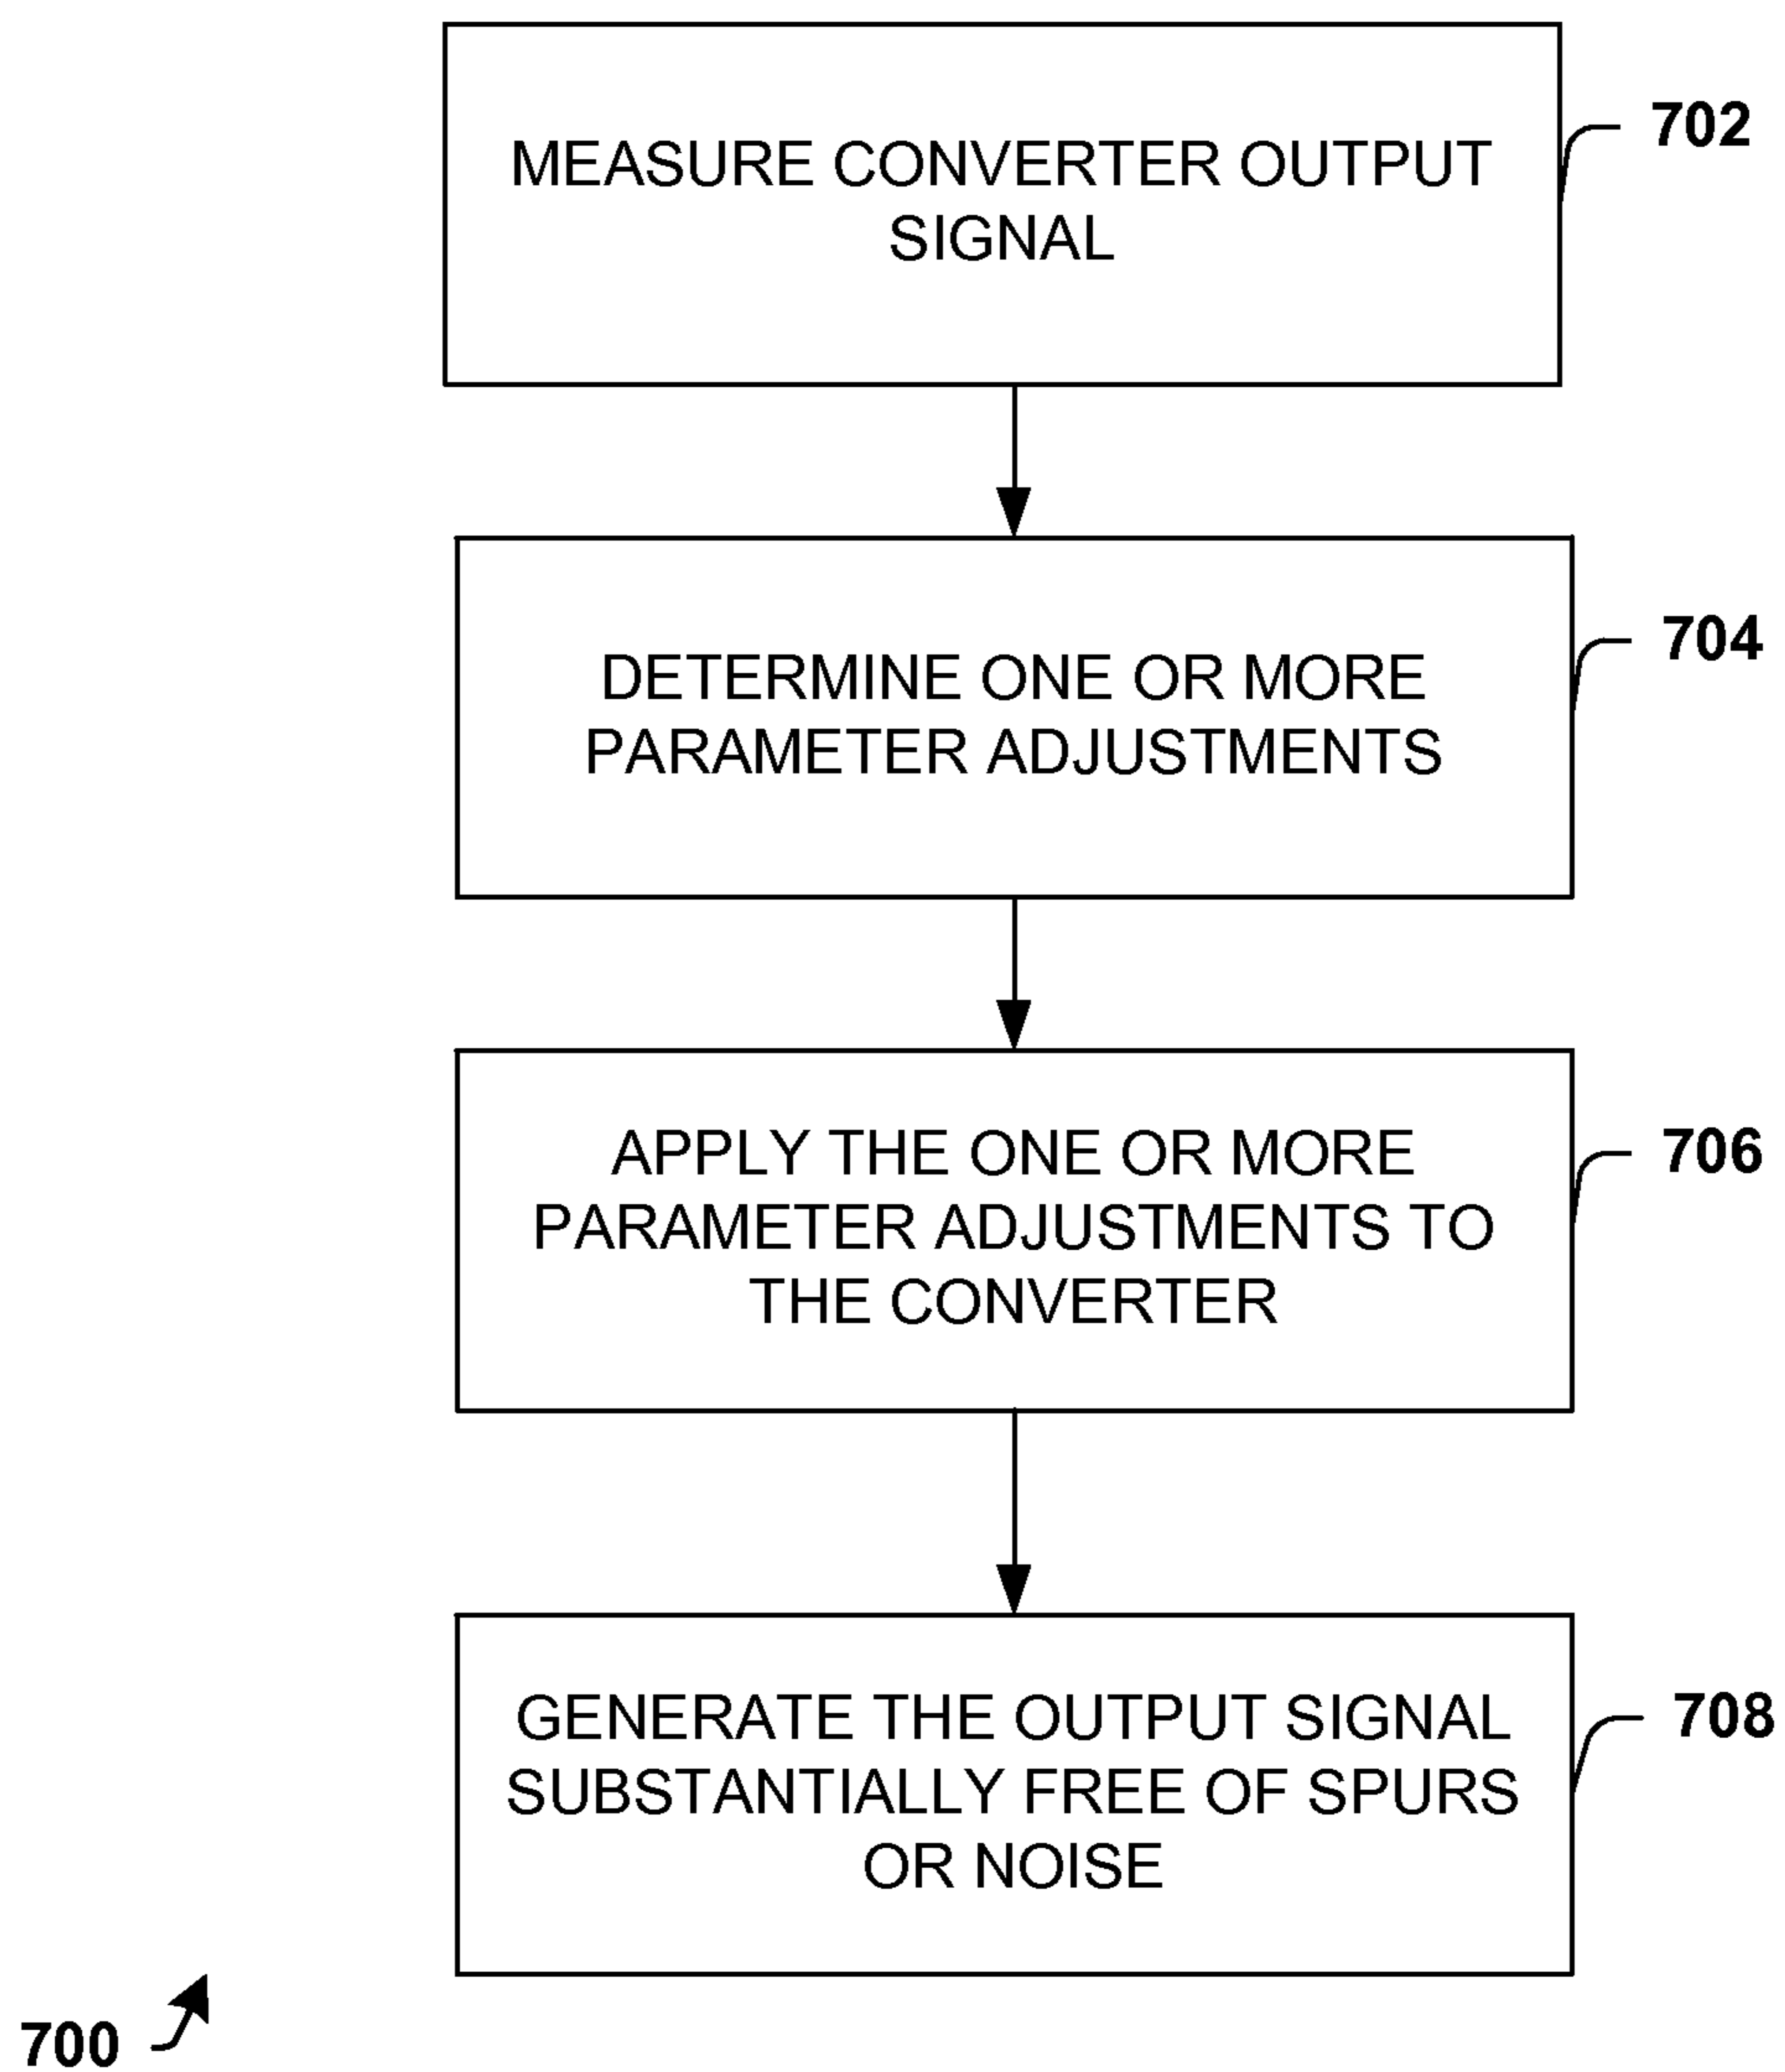 MEASURE CONVERTER OUTPUT
SIGNAL
702
DETERMINE ONE OR MORE
PARAMETER ADJUSTMENTS
704
APPLY THE ONE OR MORE
PARAMETER ADJUSTMENTS TO
THE CONVERTER
706
GENERATE THE OUTPUT SIGNAL
SUBSTANTIALLY FREE OF SPURS
OR NOISE
708
700